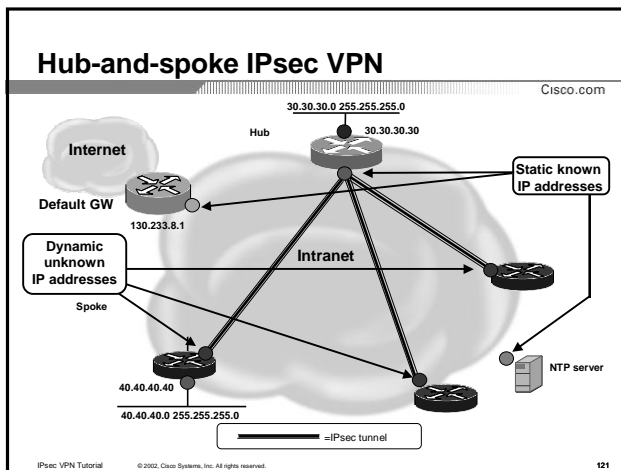 Hub-and-spoke IPsec VPN
Cisco.com
30.30.30.0 255.255.255.0
Hub
30.30.30.30
Internet
Static known
IP addresses
Default GW
130.233.8.1
Dynamic
unknown
IP addresses
Intranet
Spoke
NTP server
40.40.40.40
40.40.40.0 255.255.255.0
=IPsec tunnel
IPsec VPN Tutorial
© 2002, Cisco Systems, Inc. All rights reserved.
121